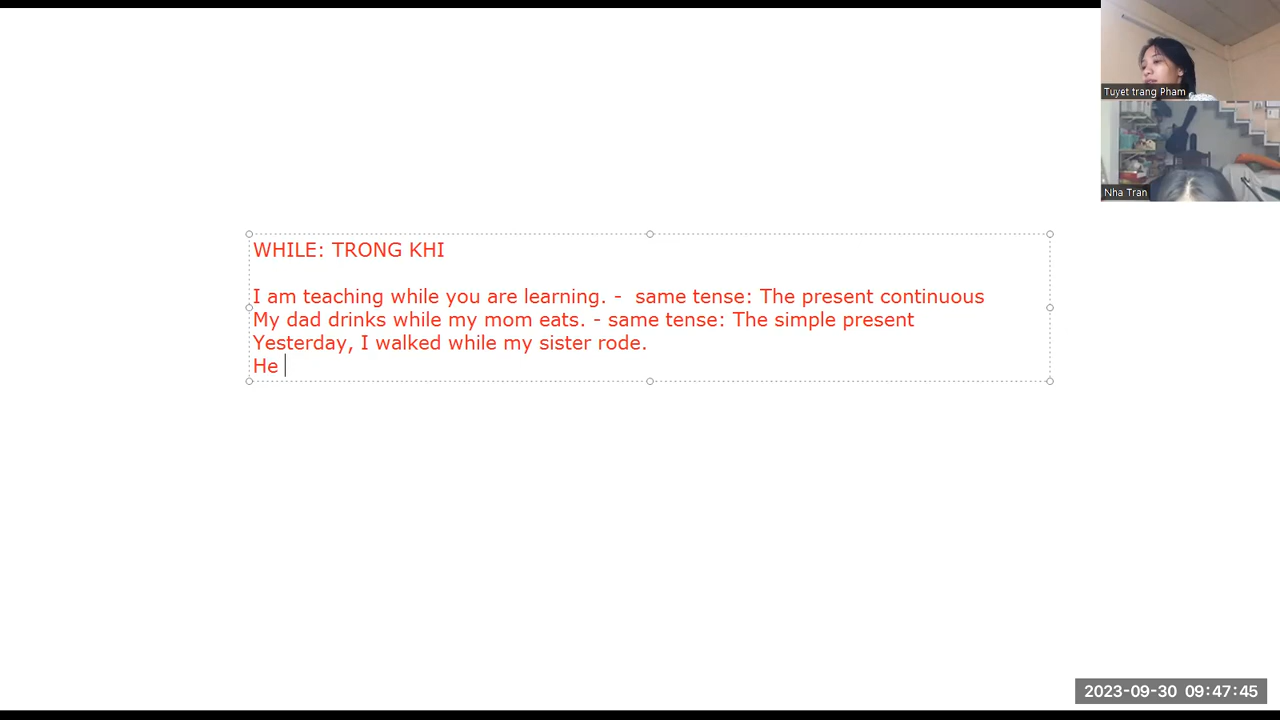 Tuyet trang Pham
Nha Tran
WHILE: TRONG KHI
I am teaching while you are learning. -  same tense: The present continuous
My dad drinks while my mom eats. - same tense: The simple present
Yesterday, I walked while my sister rode.
He
2023-09-30 09:47:45